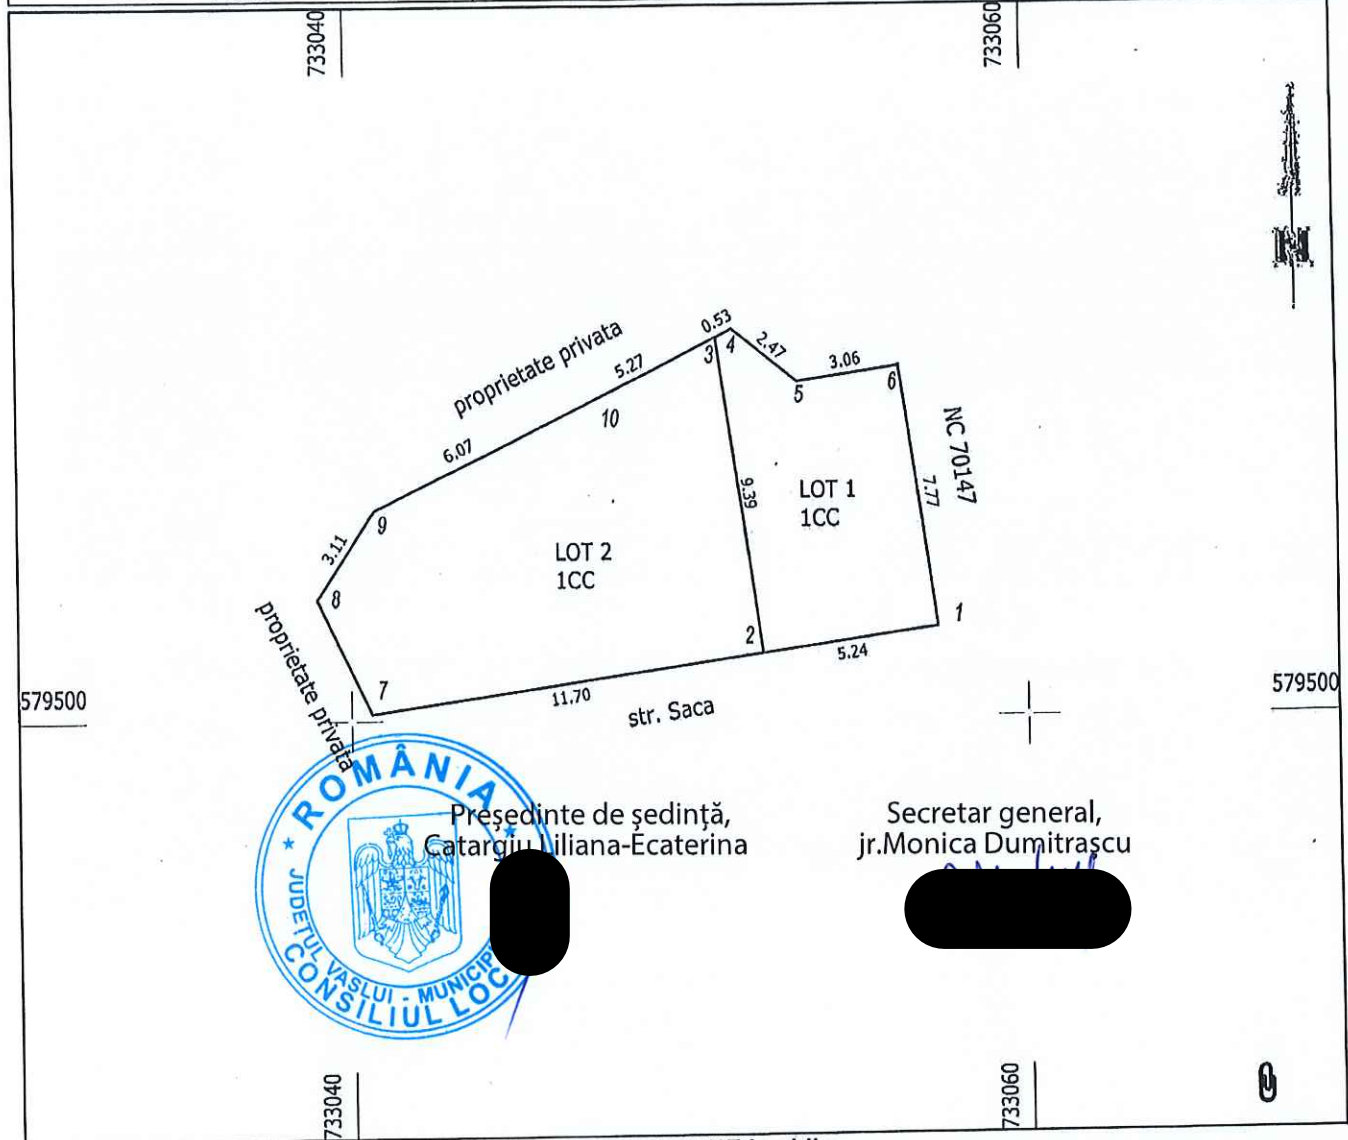 733040
733060
proprietate privata
0.53
5.27
3
4
2.47
3.06
5
6
10
6.07
NC 70147
7.77
9.39
LOT 1
1CC
9
3.11
LOT 2
1CC
8
proprietate privata
1
2
5.24
7
11.70
str. Saca
579500
579500
ROMÂNIA
JUDEȚUL VASLUI - MUNICIP
CONSILIUL LOC
Președinte de ședință,
Catargiu Liliana-Ecaterina
Secretar general,
jr.Monica Dumitrașcu
733040
733060